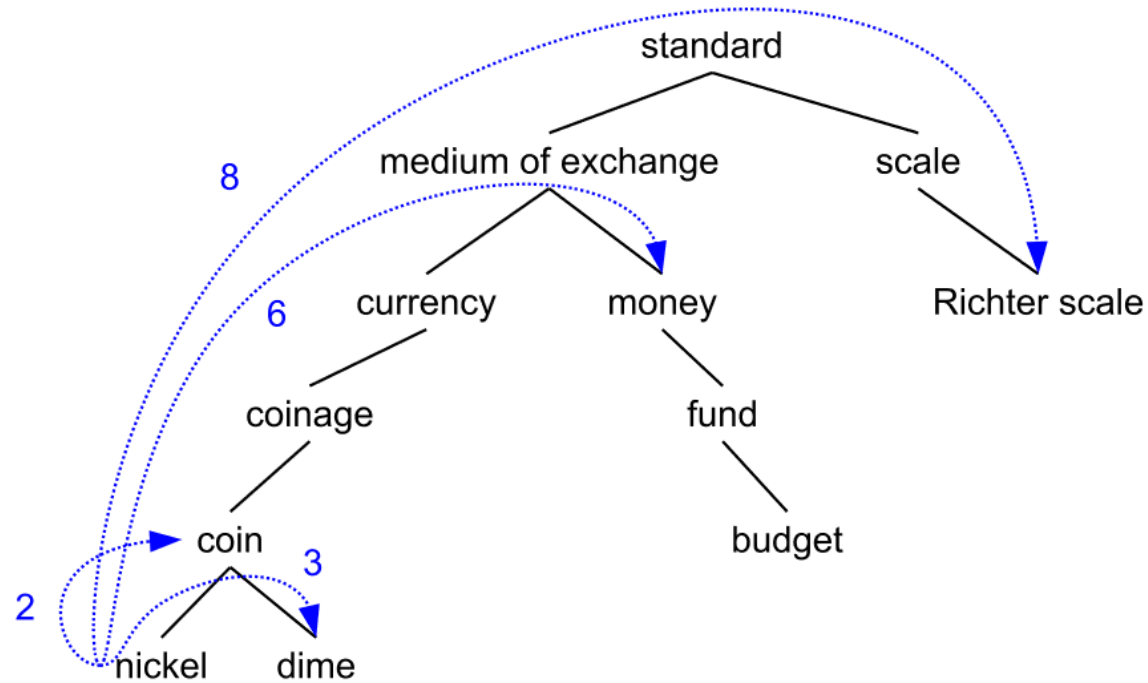 standard
8
medium of exchange scale
6
currency money Richter scale
coinage fund
coin budget
3
2
nickel dime